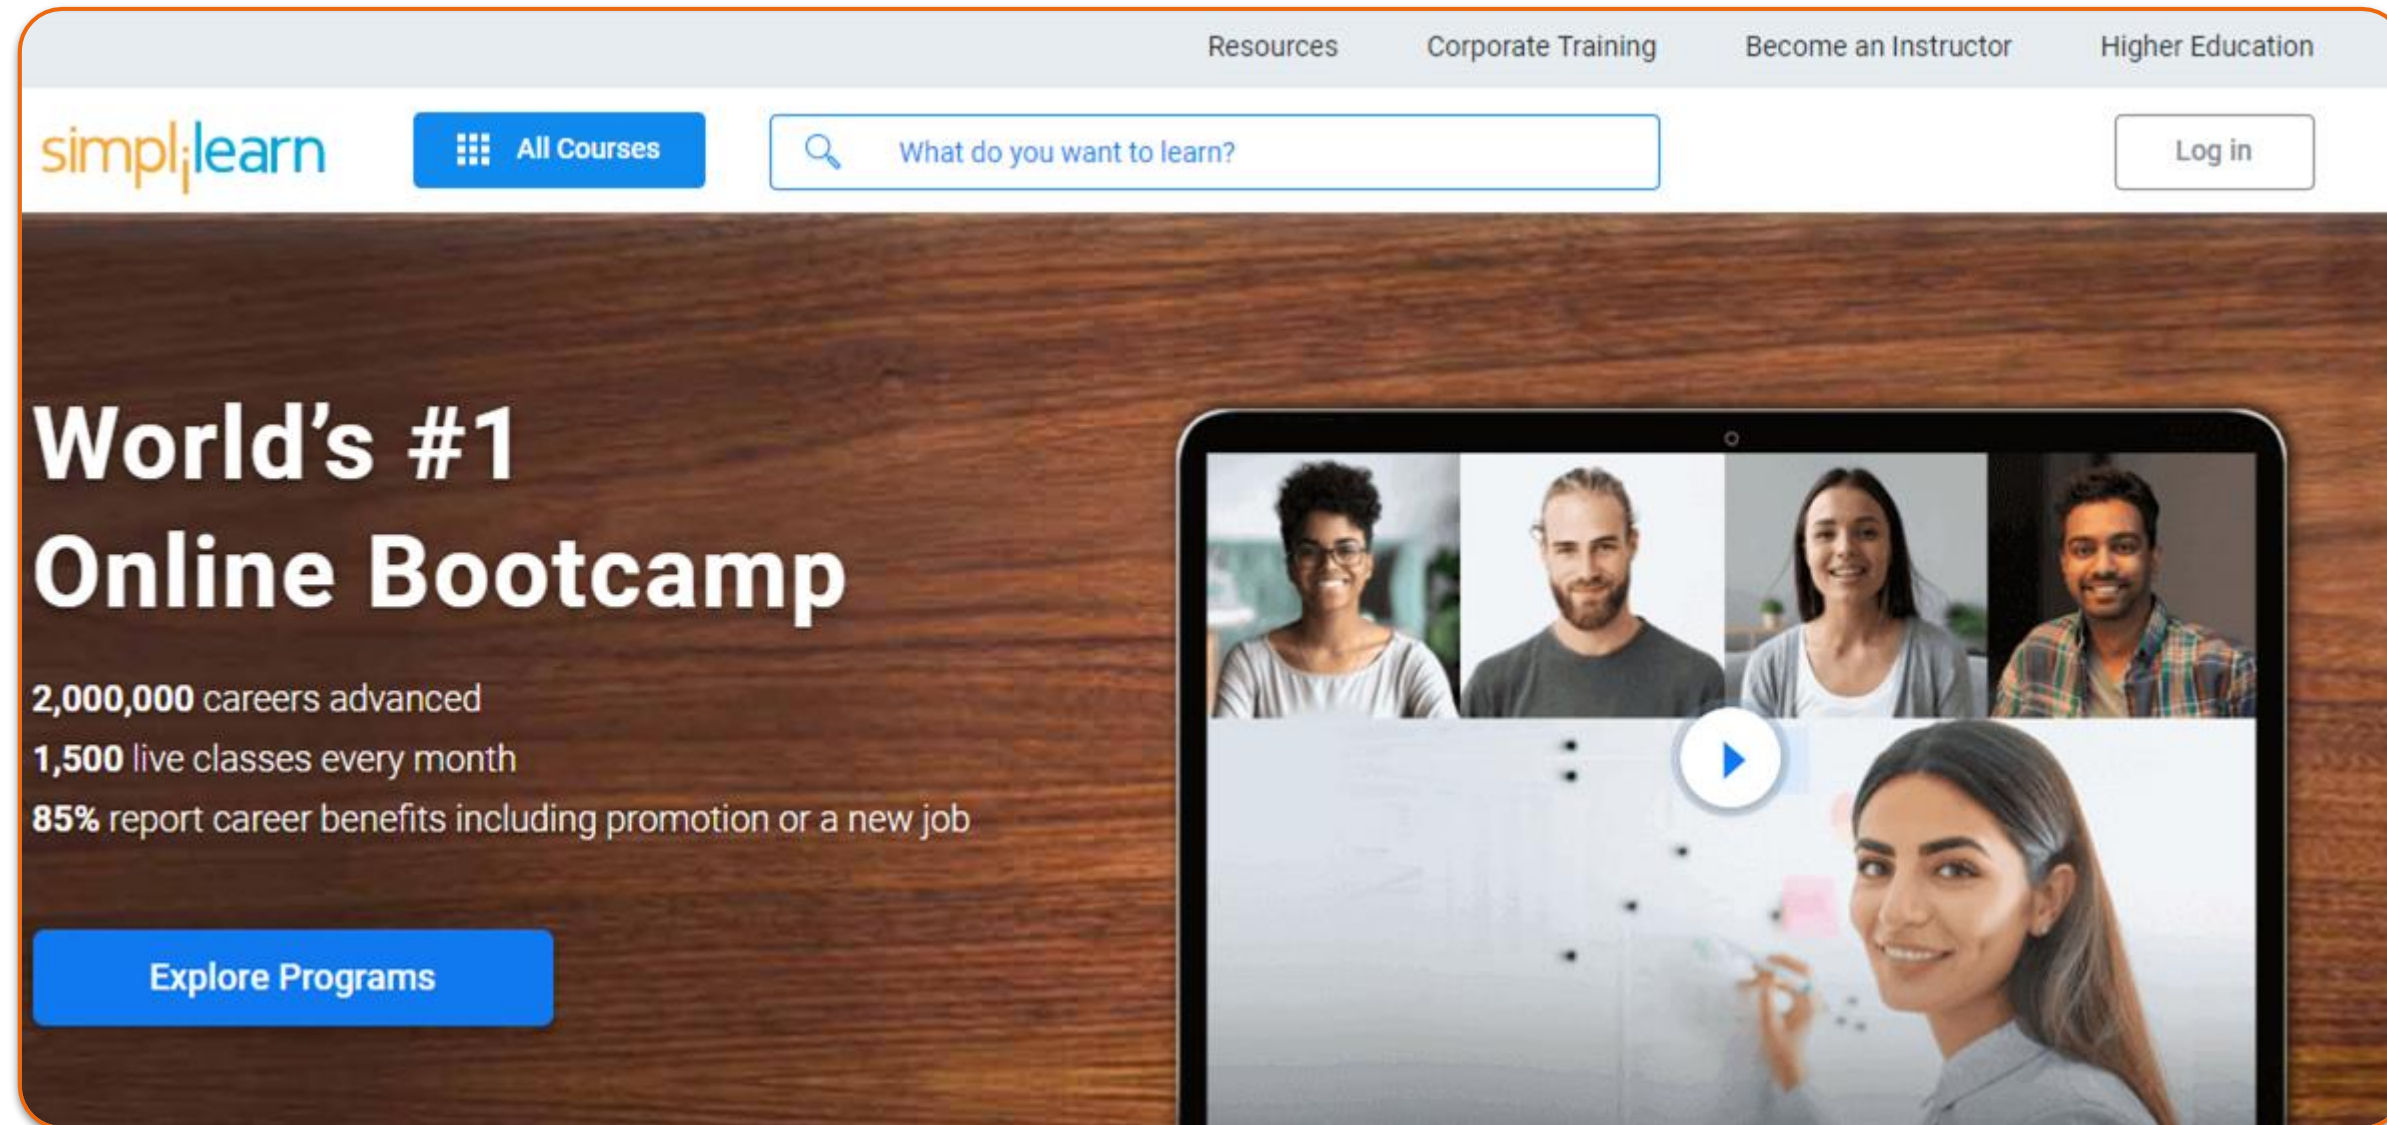 Resources Corporate Training Become an Instructor Higher Education
simplilearn All Courses What do you want to learn? Log in
World’s #1
Online Bootcamp
2,000,000 careers advanced
1,500 live classes every month
85% report career benefits including promotion or a new job
Explore Programs